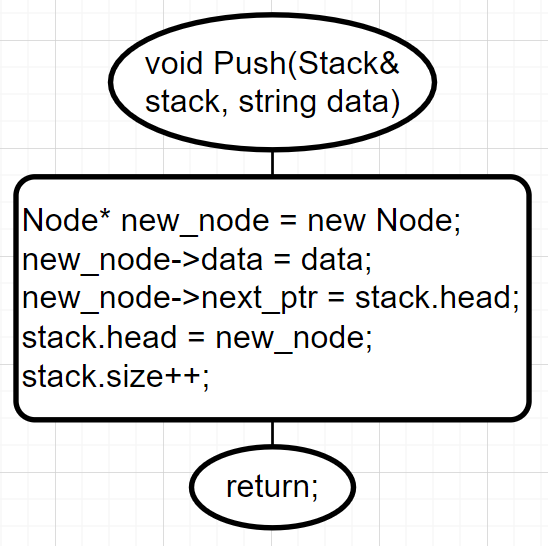 void Push(Stack&
stack, string data)
Node* new_node = new Node;
new_node->data = data;
new_node->next_ptr = stack.head;
stack.head = new_node;
stack.size++;
return;